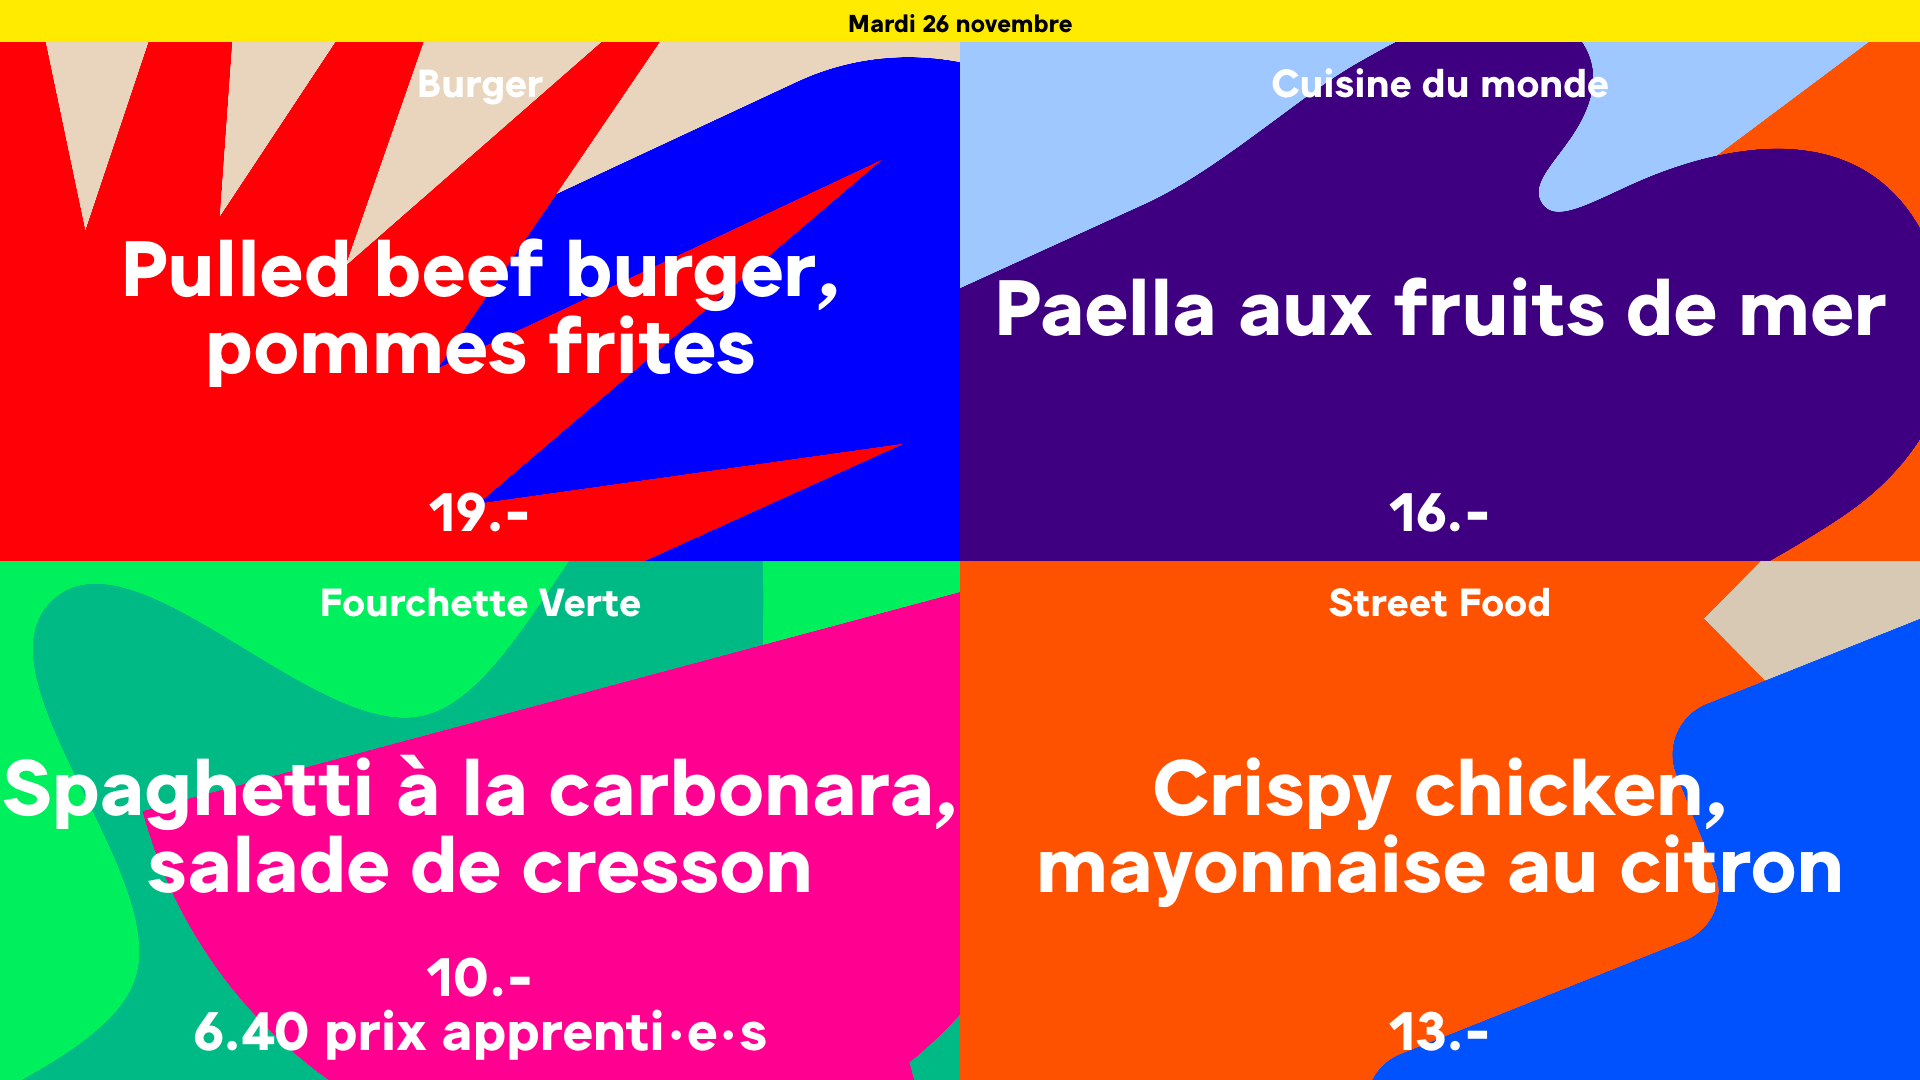 Mardi 26 novembre
Burger
Pulled beef burger,
pommes frites
19.-
Cuisine du monde
Paella aux fruits de mer
16.-
Fourchette Verte
Spaghetti à la carbonara,
salade de cresson
10.-
6.40 prix apprenti·e·s
Street Food
Crispy chicken,
mayonnaise au citron
13.-